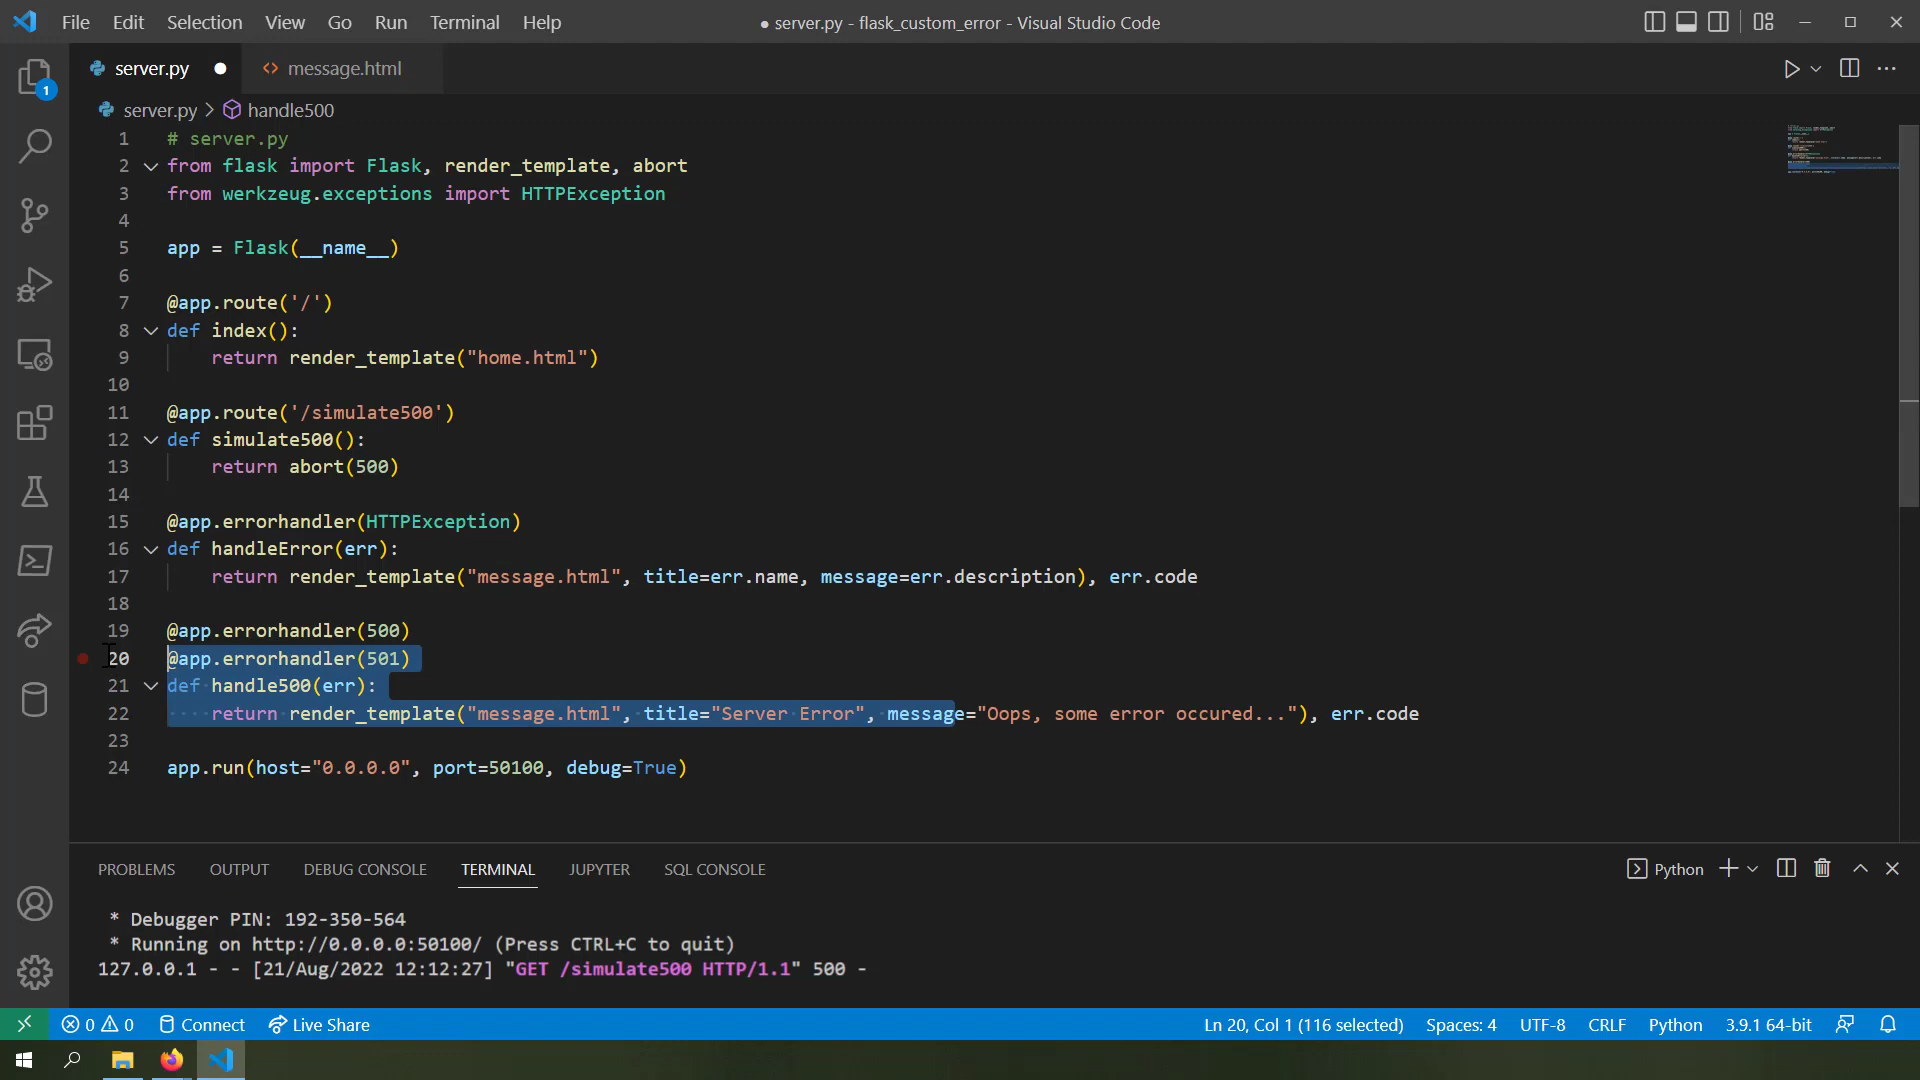 File Edit Selection View Go Run Terminal Help
● server.py - flask_custom_error - Visual Studio Code
server.py ●
<> message.html
1
server.py > handle500
1 # server.py
2 from flask import Flask, render_template, abort
3 from werkzeug.exceptions import HTTPException
4
5 app = Flask(__name__)
6
7 @app.route('/')
8 def index():
9 return render_template("home.html")
10
11 @app.route('/simulate500')
12 def simulate500():
13 return abort(500)
14
15 @app.errorhandler(HTTPException)
16 def handleError(err):
17 return render_template("message.html", title=err.name, message=err.description), err.code
18
19 @app.errorhandler(500)
20 @app.errorhandler(501)
21 def handle500(err):
22 return render_template("message.html", title="Server Error", message="Oops, some error occured..."), err.code
23
24 app.run(host="0.0.0.0", port=50100, debug=True)
PROBLEMS OUTPUT DEBUG CONSOLE TERMINAL JUPYTER SQL CONSOLE
Python
* Debugger PIN: 192-350-564
* Running on http://0.0.0.0:50100/ (Press CTRL+C to quit)
127.0.0.1 - - [21/Aug/2022 12:12:27] "GET /simulate500 HTTP/1.1" 500 -
0 0 Connect Live Share
Ln 20, Col 1 (116 selected) Spaces: 4 UTF-8 CRLF Python 3.9.1 64-bit